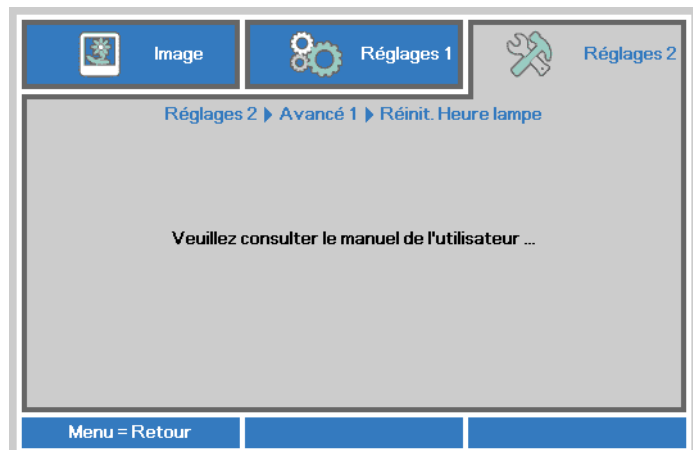 Image
Réglages 1
Réglages 2
Réglages 2 ▶ Avancé 1 ▶ Réinit. Heure lampe
Veuillez consulter le manuel de l'utilisateur ...
Menu = Retour